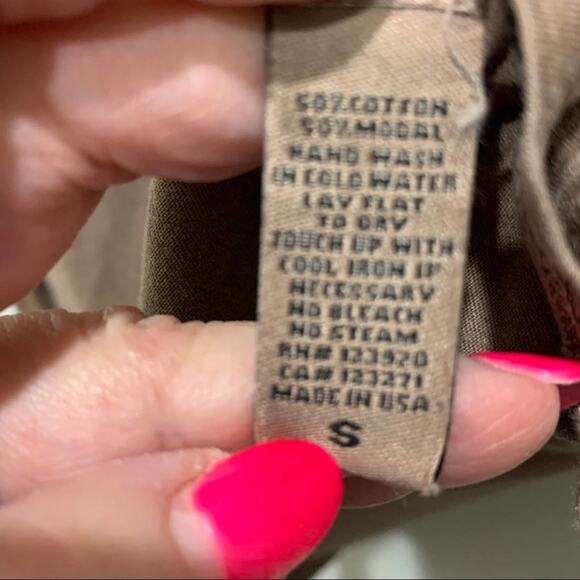 50% COTTON
50% MODAL
HAND WASH
IN COLD WATER
LAY FLAT
TO DRY
TOUCH UP WITH
COOL IRON IF
NECESSARY
NO BLEACH
NO STEAM
RN# 123920
CA# 123271
MADE IN USA
S